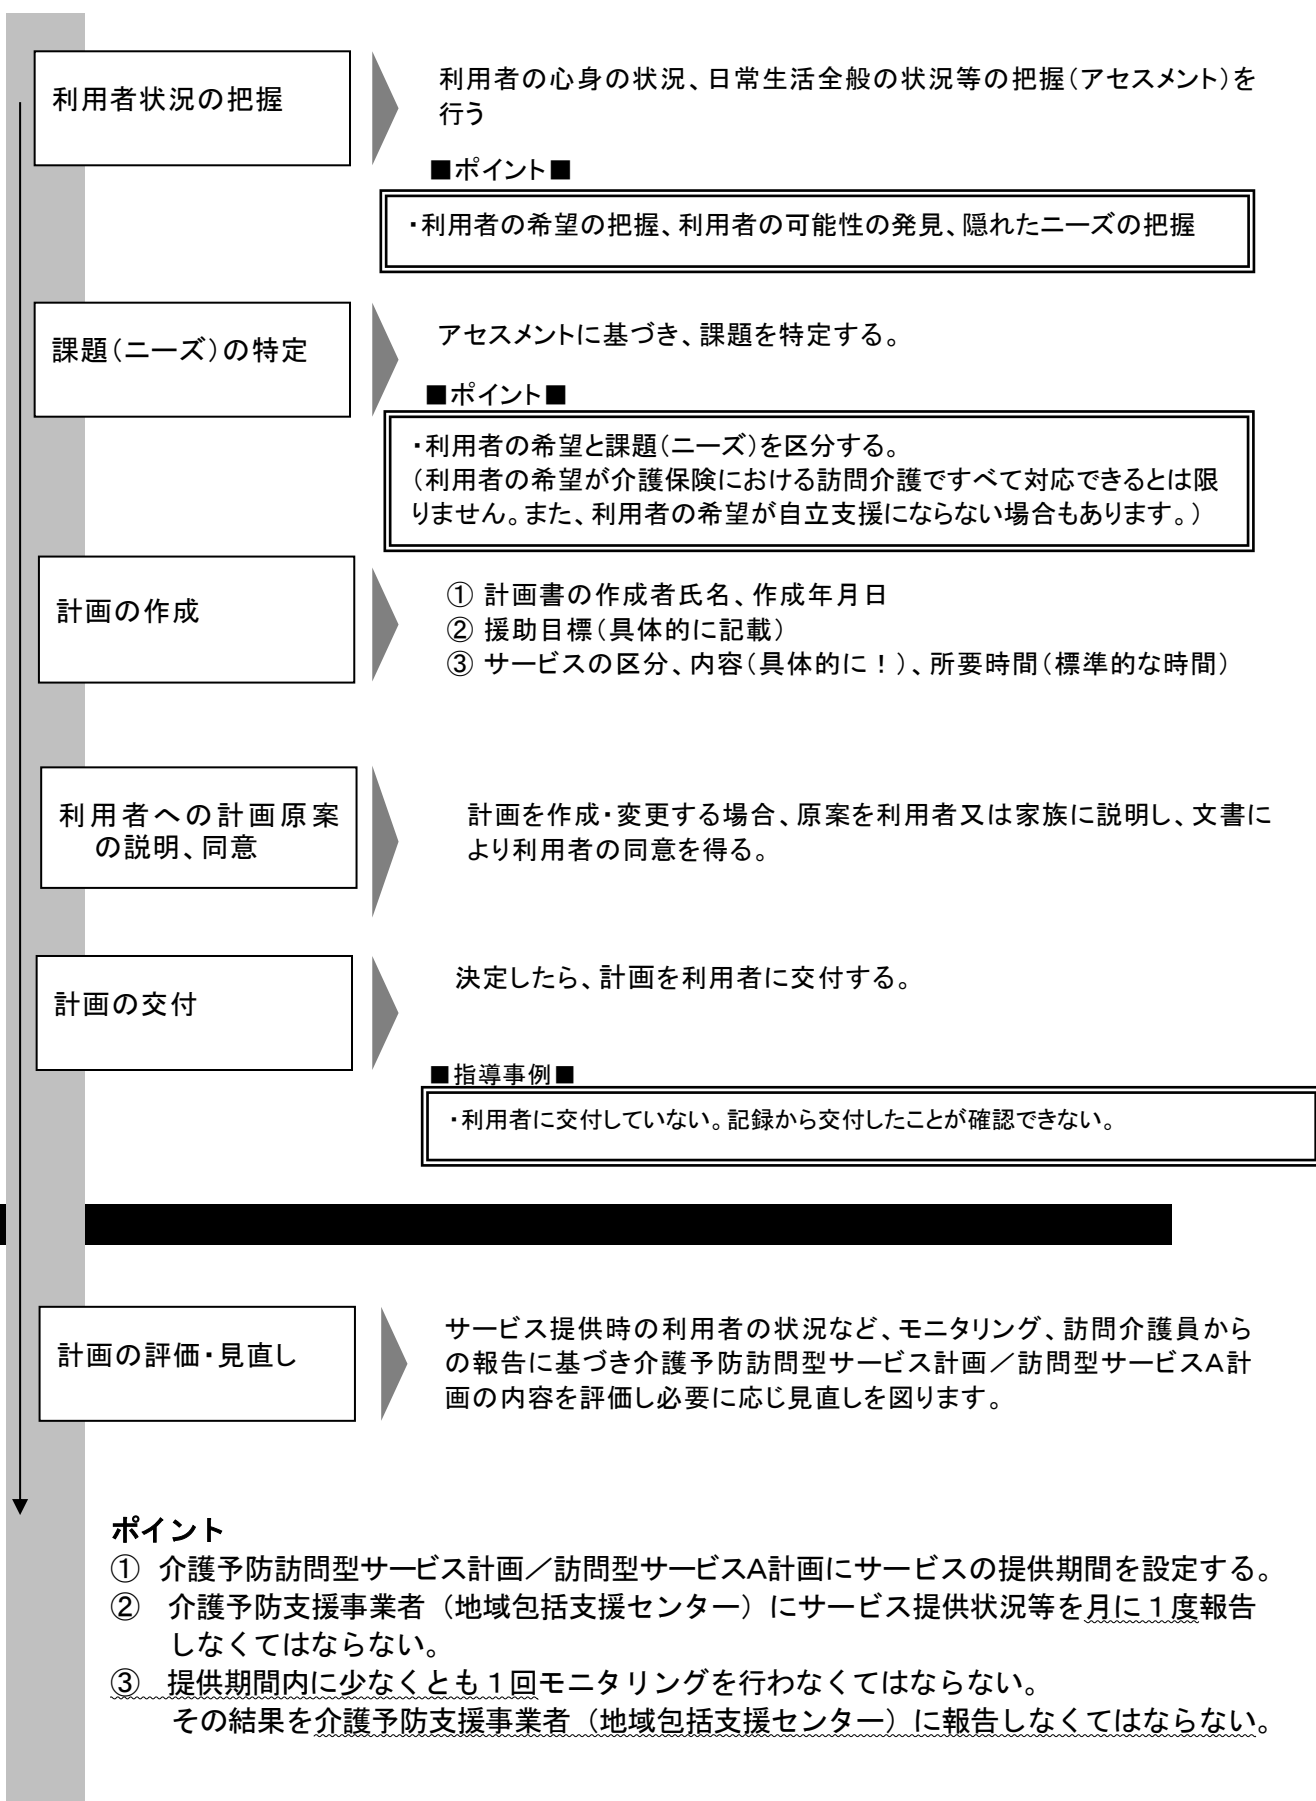 利用者状況の把握
利用者の心身の状況、日常生活全般の状況等の把握(アセスメント)を
行う
■ポイント■
・利用者の希望の把握、利用者の可能性の発見、隠れたニーズの把握
課題(ニーズ)の特定
アセスメントに基づき、課題を特定する。
■ポイント■
・利用者の希望と課題(ニーズ)を区分する。
(利用者の希望が介護保険における訪問介護ですべて対応できるとは限
りません。また、利用者の希望が自立支援にならない場合もあります。)
計画の作成
① 計画書の作成者氏名、作成年月日
② 援助目標(具体的に記載)
③ サービスの区分、内容(具体的に！)、所要時間(標準的な時間)
利用者への計画原案
の説明、同意
計画を作成・変更する場合、原案を利用者又は家族に説明し、文書に
より利用者の同意を得る。
計画の交付
決定したら、計画を利用者に交付する。
■指導事例■
・利用者に交付していない。記録から交付したことが確認できない。
計画の評価・見直し
サービス提供時の利用者の状況など、モニタリング、訪問介護員から
の報告に基づき介護予防訪問型サービス計画／訪問型サービスA計
画の内容を評価し必要に応じ見直しを図ります。
ポイント
① 介護予防訪問型サービス計画／訪問型サービスA計画にサービスの提供期間を設定する。
② 介護予防支援事業者（地域包括支援センター）にサービス提供状況等を月に１度報告
しなくてはならない。
③ 提供期間内に少なくとも１回モニタリングを行わなくてはならない。
その結果を介護予防支援事業者（地域包括支援センター）に報告しなくてはならない。